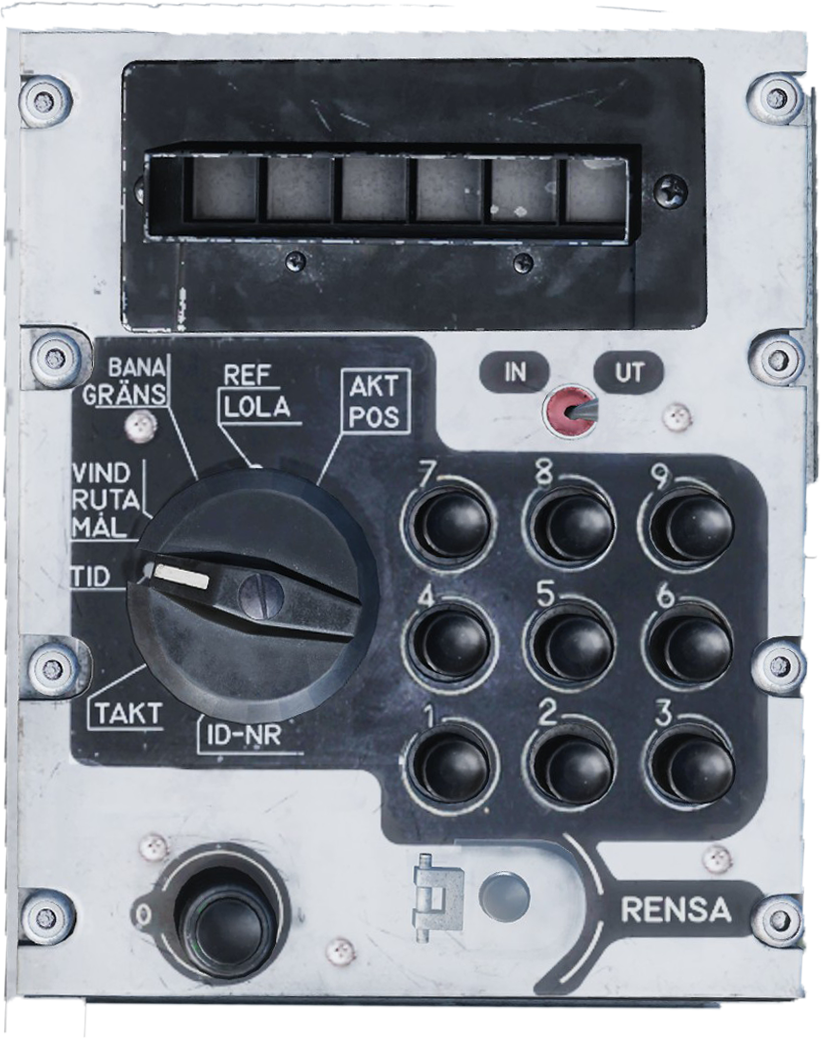 IN
UT
BANA
GRÄNS
REF
LOLA
AKT
POS
VIND
RUTA
MÅL
TID
TAKT
ID-NR
7
8
9
4
5
6
1
2
3
0
RENSA